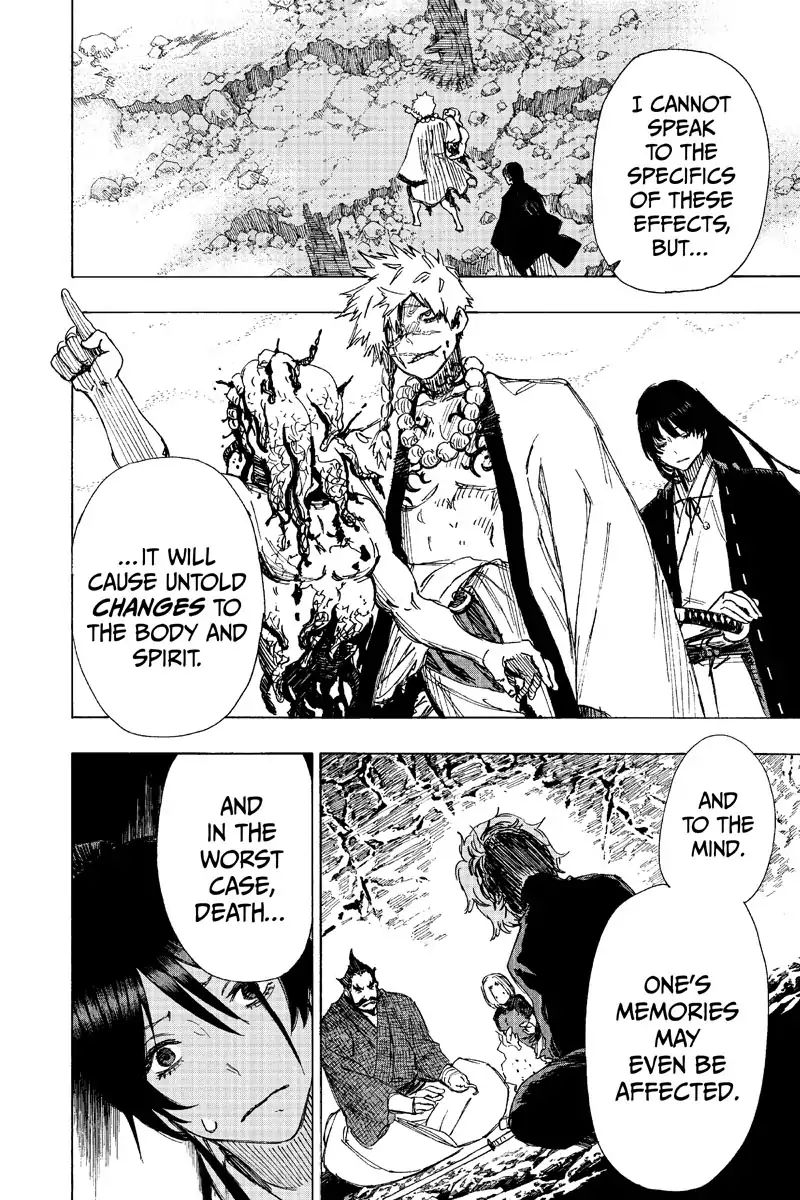 I CANNOT
SPEAK
TO THE
SPECIFICS
OF THESE
EFFECTS,
BUT...
...IT WILL
CAUSE UNTOLD
CHANGES TO
THE BODY AND
SPIRIT.
AND
TO THE
MIND.
ONE'S
MEMORIES
MAY
EVEN BE
AFFECTED.
AND
IN THE
WORST
CASE,
DEATH...